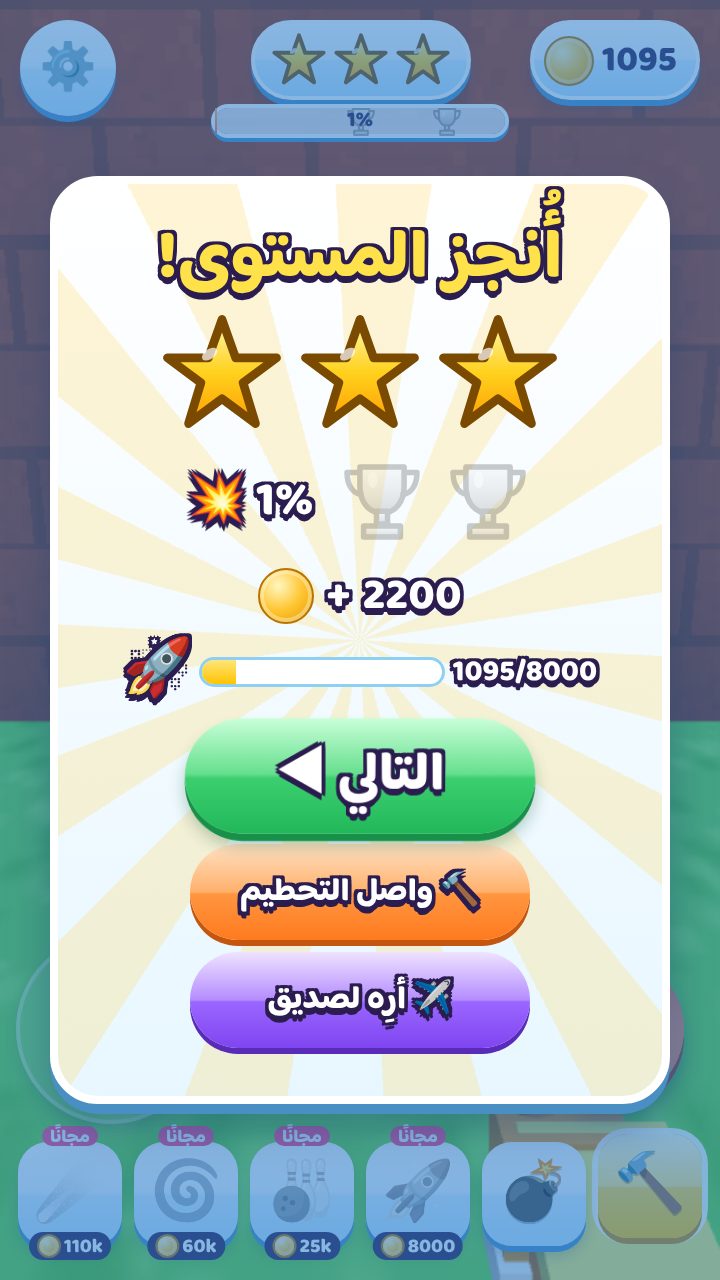 1095
1%
أُنجز المستوى!
1%
+ 2200
1095/8000
التالي ◀
🔨 واصل التحطيم
✈️ أَرِه لصديق
مجانًا
مجانًا
مجانًا
مجانًا
8000
25k
60k
110k